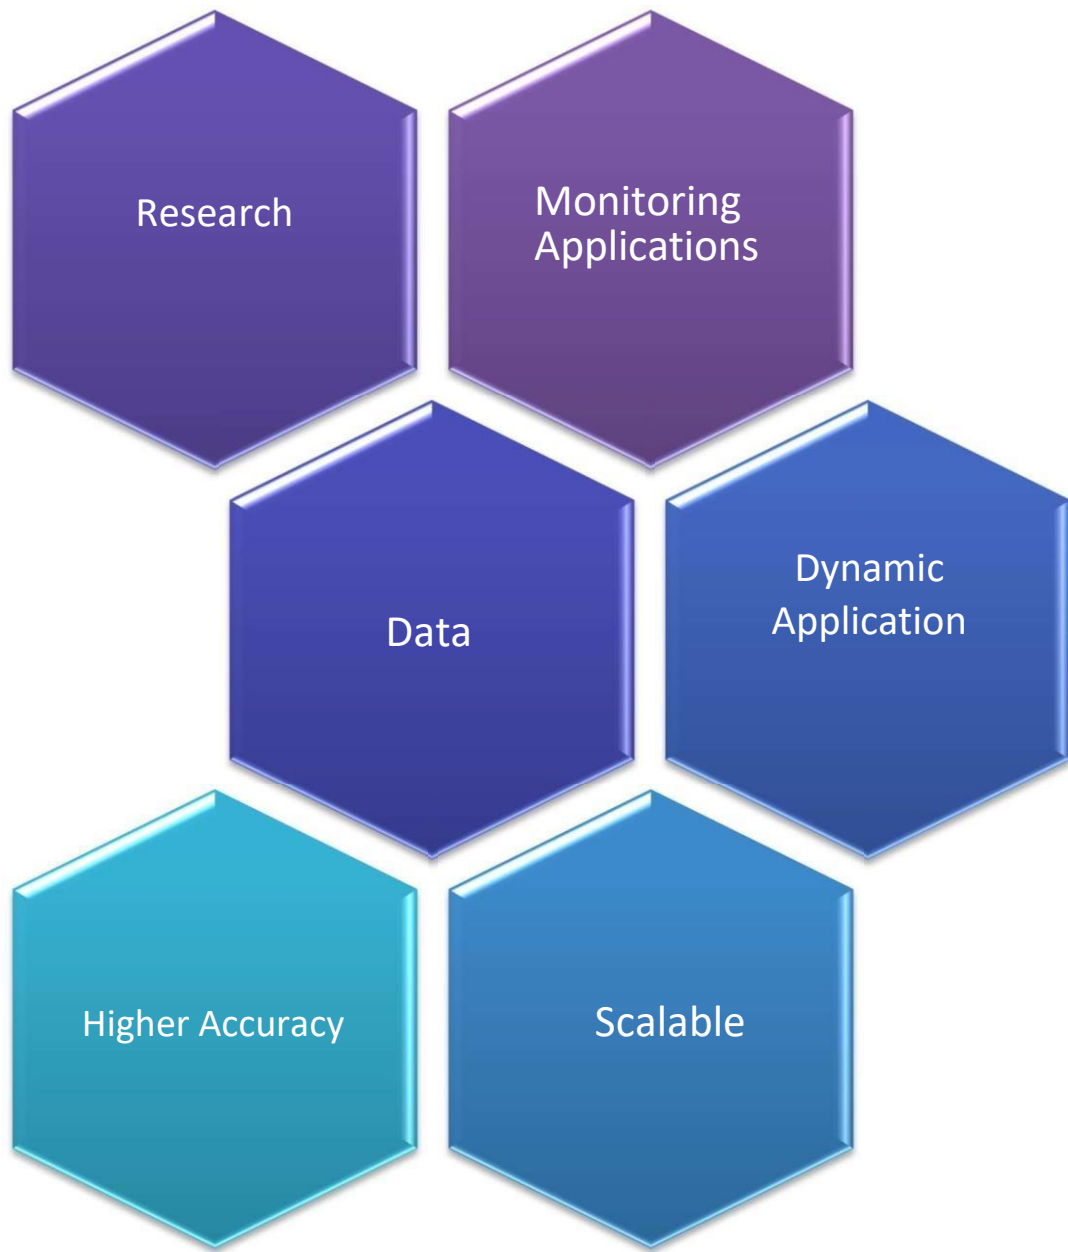 Research
Monitoring
Applications
Data
Dynamic
Application
Higher Accuracy
Scalable